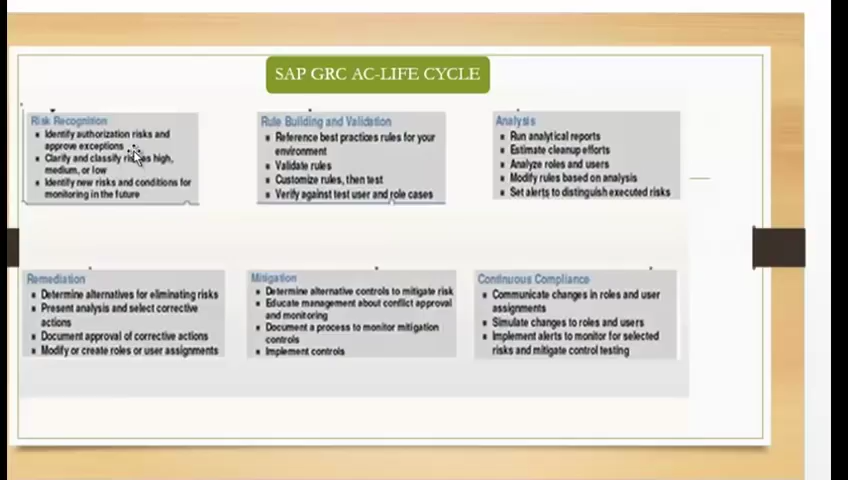 SAP GRC AC-LIFE CYCLE
Risk Recognition
Identify authorization risks and
approve exceptions
Clarify and classify as high,
medium, or low
Identify new risks and conditions for
monitoring in the future
Rule Building and Validation
Reference best practices rules for your
environment
Validate rules
Customize rules, then test
Verify against test user and role cases
Analysis
Run analytical reports
Estimate cleanup efforts
Analyze roles and users
Modify rules based on analysis
Set alerts to distinguish executed risks
Remediation
Determine alternatives for eliminating risks
Present analysis and select corrective
actions
Document approval of corrective actions
Modify or create roles or user assignments
Mitigation
Determine alternative controls to mitigate risk
Educate management about conflict approval
and monitoring
Document a process to monitor mitigation
controls
Implement controls
Continuous Compliance
Communicate changes in roles and user
assignments
Simulate changes to roles and users
Implement alerts to monitor for selected
risks and mitigate control testing